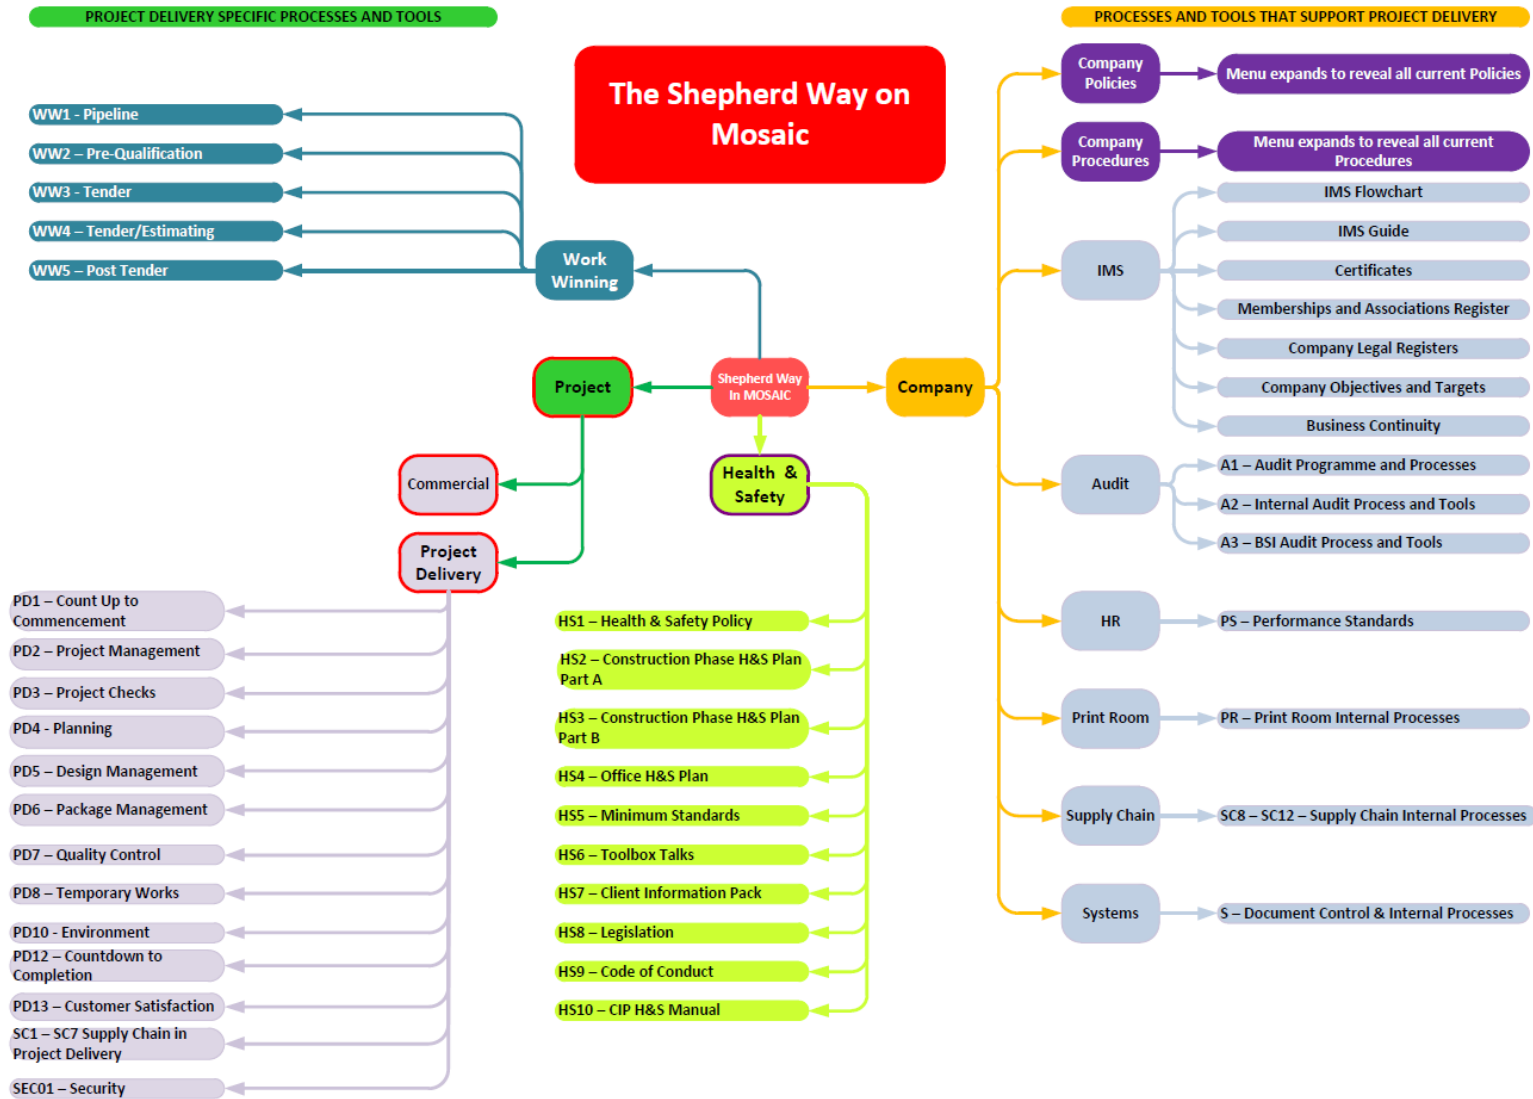 PROJECT DELIVERY SPECIFIC PROCESSES AND TOOLS
PROCESSES AND TOOLS THAT SUPPORT PROJECT DELIVERY
The Shepherd Way on
Mosaic
WW1 - Pipeline
WW2 – Pre-Qualification
WW3 - Tender
WW4 – Tender/Estimating
WW5 – Post Tender
Work
Winning
Project
Shepherd Way
In MOSAIC
Company
Commercial
Health &
Safety
Project
Delivery
PD1 – Count Up to
Commencement
PD2 – Project Management
PD3 – Project Checks
PD4 - Planning
PD5 – Design Management
PD6 – Package Management
PD7 – Quality Control
PD8 – Temporary Works
PD10 - Environment
PD12 – Countdown to
Completion
PD13 – Customer Satisfaction
SC1 – SC7 Supply Chain in
Project Delivery
SEC01 – Security
HS1 – Health & Safety Policy
HS2 – Construction Phase H&S Plan
Part A
HS3 – Construction Phase H&S Plan
Part B
HS4 – Office H&S Plan
HS5 – Minimum Standards
HS6 – Toolbox Talks
HS7 – Client Information Pack
HS8 – Legislation
HS9 – Code of Conduct
HS10 – CIP H&S Manual
Company
Policies
Menu expands to reveal all current Policies
Company
Procedures
Menu expands to reveal all current
Procedures
IMS
IMS Flowchart
IMS Guide
Certificates
Memberships and Associations Register
Company Legal Registers
Company Objectives and Targets
Business Continuity
Audit
A1 – Audit Programme and Processes
A2 – Internal Audit Process and Tools
A3 – BSI Audit Process and Tools
HR
PS – Performance Standards
Print Room
PR – Print Room Internal Processes
Supply Chain
SC8 – SC12 – Supply Chain Internal Processes
Systems
S – Document Control & Internal Processes